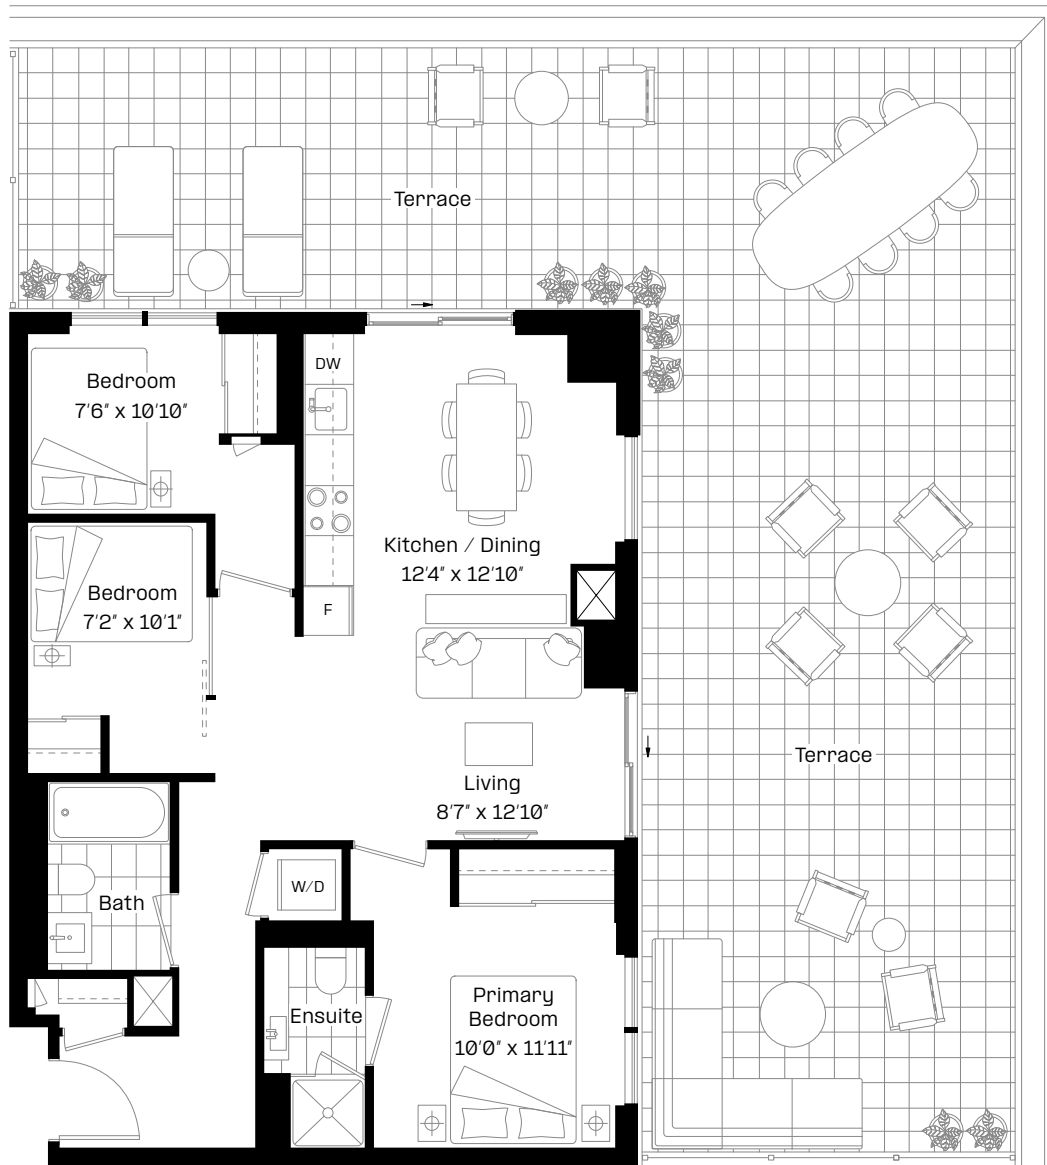 Terrace
DW
Bedroom
7'6" x 10'10"
Kitchen / Dining
12'4" x 12'10"
Bedroom
7'2" x 10'1"
F
Terrace
Living
8'7" x 12'10"
W/D
Bath
Primary
Bedroom
10'0" x 11'11"
Ensuite